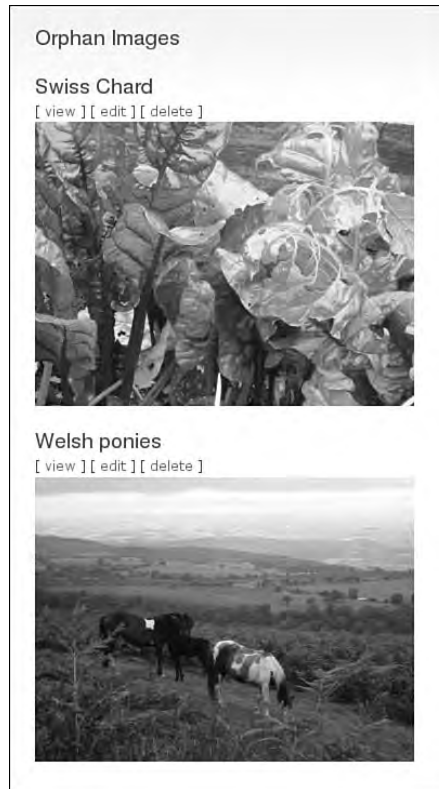 Orphan Images
Swiss Chard
[ view ] [ edit ] [ delete ]
Welsh ponies
[ view ] [ edit ] [ delete ]